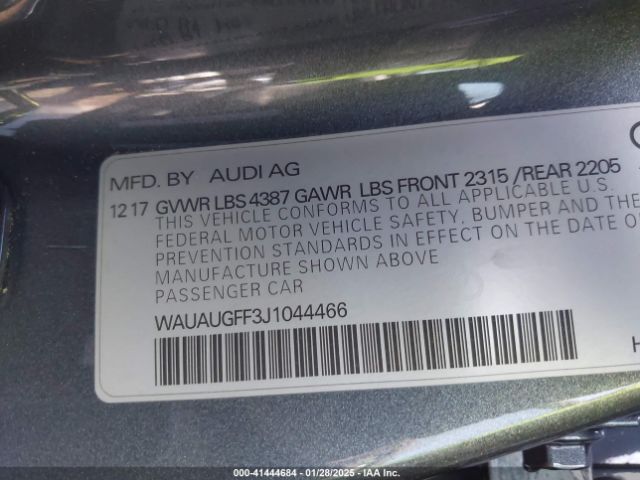 MFD. BY AUDI AG
12 17 GVWR LBS 4387 GAWR LBS FRONT 2315 /REAR 2205
THIS VEHICLE CONFORMS TO ALL APPLICABLE U.S.
FEDERAL MOTOR VEHICLE SAFETY, BUMPER AND THE
PREVENTION STANDARDS IN EFFECT ON THE DATE O
MANUFACTURE SHOWN ABOVE
PASSENGER CAR
WAUAUGFF3J1044466
000-41444684 | 01/28/2025 - IAA Inc.